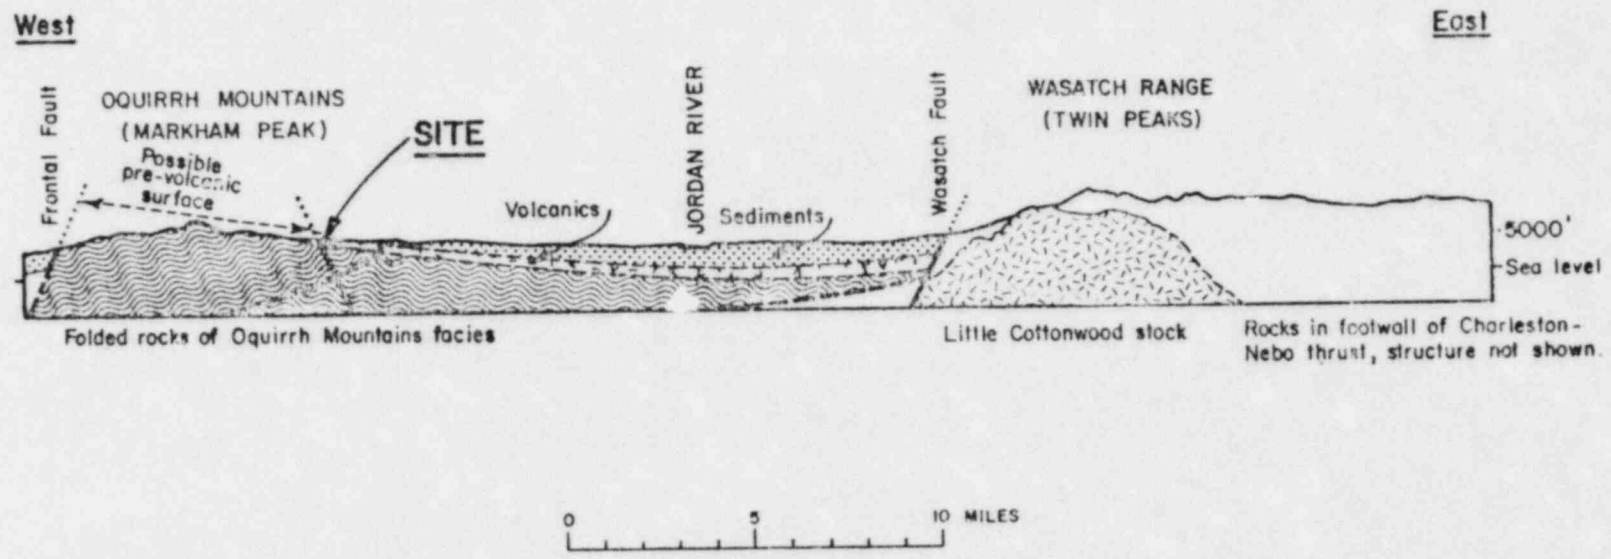 West
East
OQUIRRH MOUNTAINS
(MARKHAM PEAK)
Frontal Fault
Possible
pre-volcanic
surface
SITE
Volcanics
JORDAN RIVER
Sediments
Wasatch Fault
WASATCH RANGE
(TWIN PEAKS)
5000'
Sea level
Folded rocks of Oquirrh Mountains facies
Little Cottonwood stock
Rocks in footwall of Charleston-
Nebo thrust, structure not shown.
0 5 10 MILES